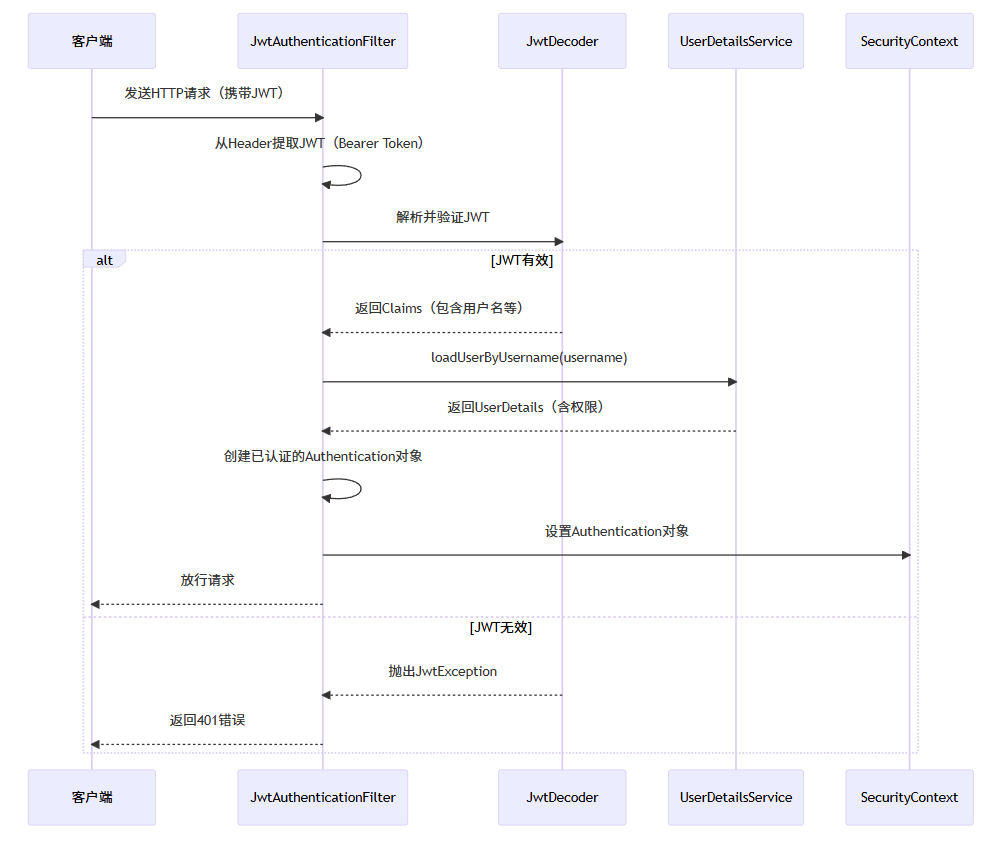 客户端
JwtAuthenticationFilter
JwtDecoder
UserDetailsService
SecurityContext
发送HTTP请求（携带JWT）
从Header提取JWT（Bearer Token）
解析并验证JWT
alt
[JWT有效]
返回Claims（包含用户名等）
loadUserByUsername(username)
返回UserDetails（含权限）
创建已认证的Authentication对象
设置Authentication对象
放行请求
[JWT无效]
抛出JwtException
返回401错误
客户端
JwtAuthenticationFilter
JwtDecoder
UserDetailsService
SecurityContext